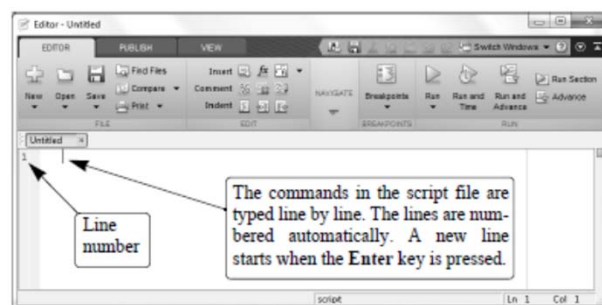 Editor - Untitled
EDITOR PUBLISH VIEW
Switch Windows
New Open Save
Find Files
Compare
Print
Insert
Comment
Indent
fx
NAVIGATE
Breakpoints
Run Run and Time Run and Advance
Run Section
Advance
FILE EDIT BREAKPOINTS RUN
Untitled
1
Line
number
The commands in the script file are
typed line by line. The lines are num-
bered automatically. A new line
starts when the Enter key is pressed.
script Ln 1 Col 1